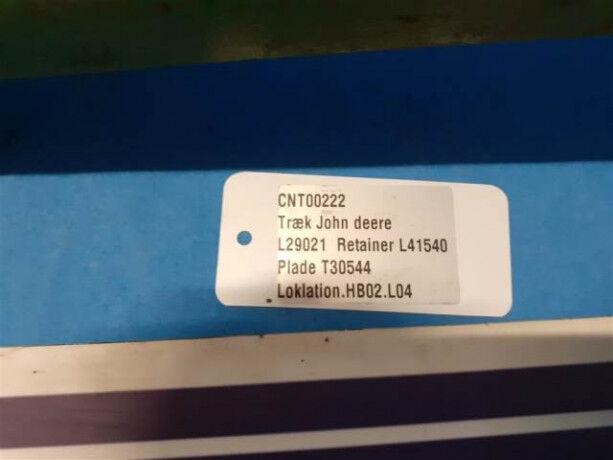 CNT00222
Træk John deere
L29021 Retainer L41540
Plade T30544
Loklation.HB02.L04